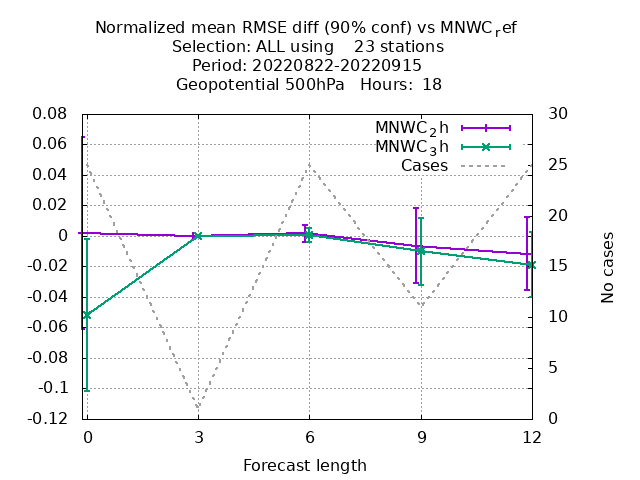 Normalized mean RMSE diff (90% conf) vs MNWC_ref
Selection: ALL using    23 stations
Period: 20220822-20220915
Geopotential 500hPa   Hours:  18
MNWC_2h
MNWC_3h
Cases
0.08
0.06
0.04
0.02
0
-0.02
-0.04
-0.06
-0.08
-0.1
-0.12
30
25
20
15
10
5
0
No cases
0 3 6 9 12
Forecast length